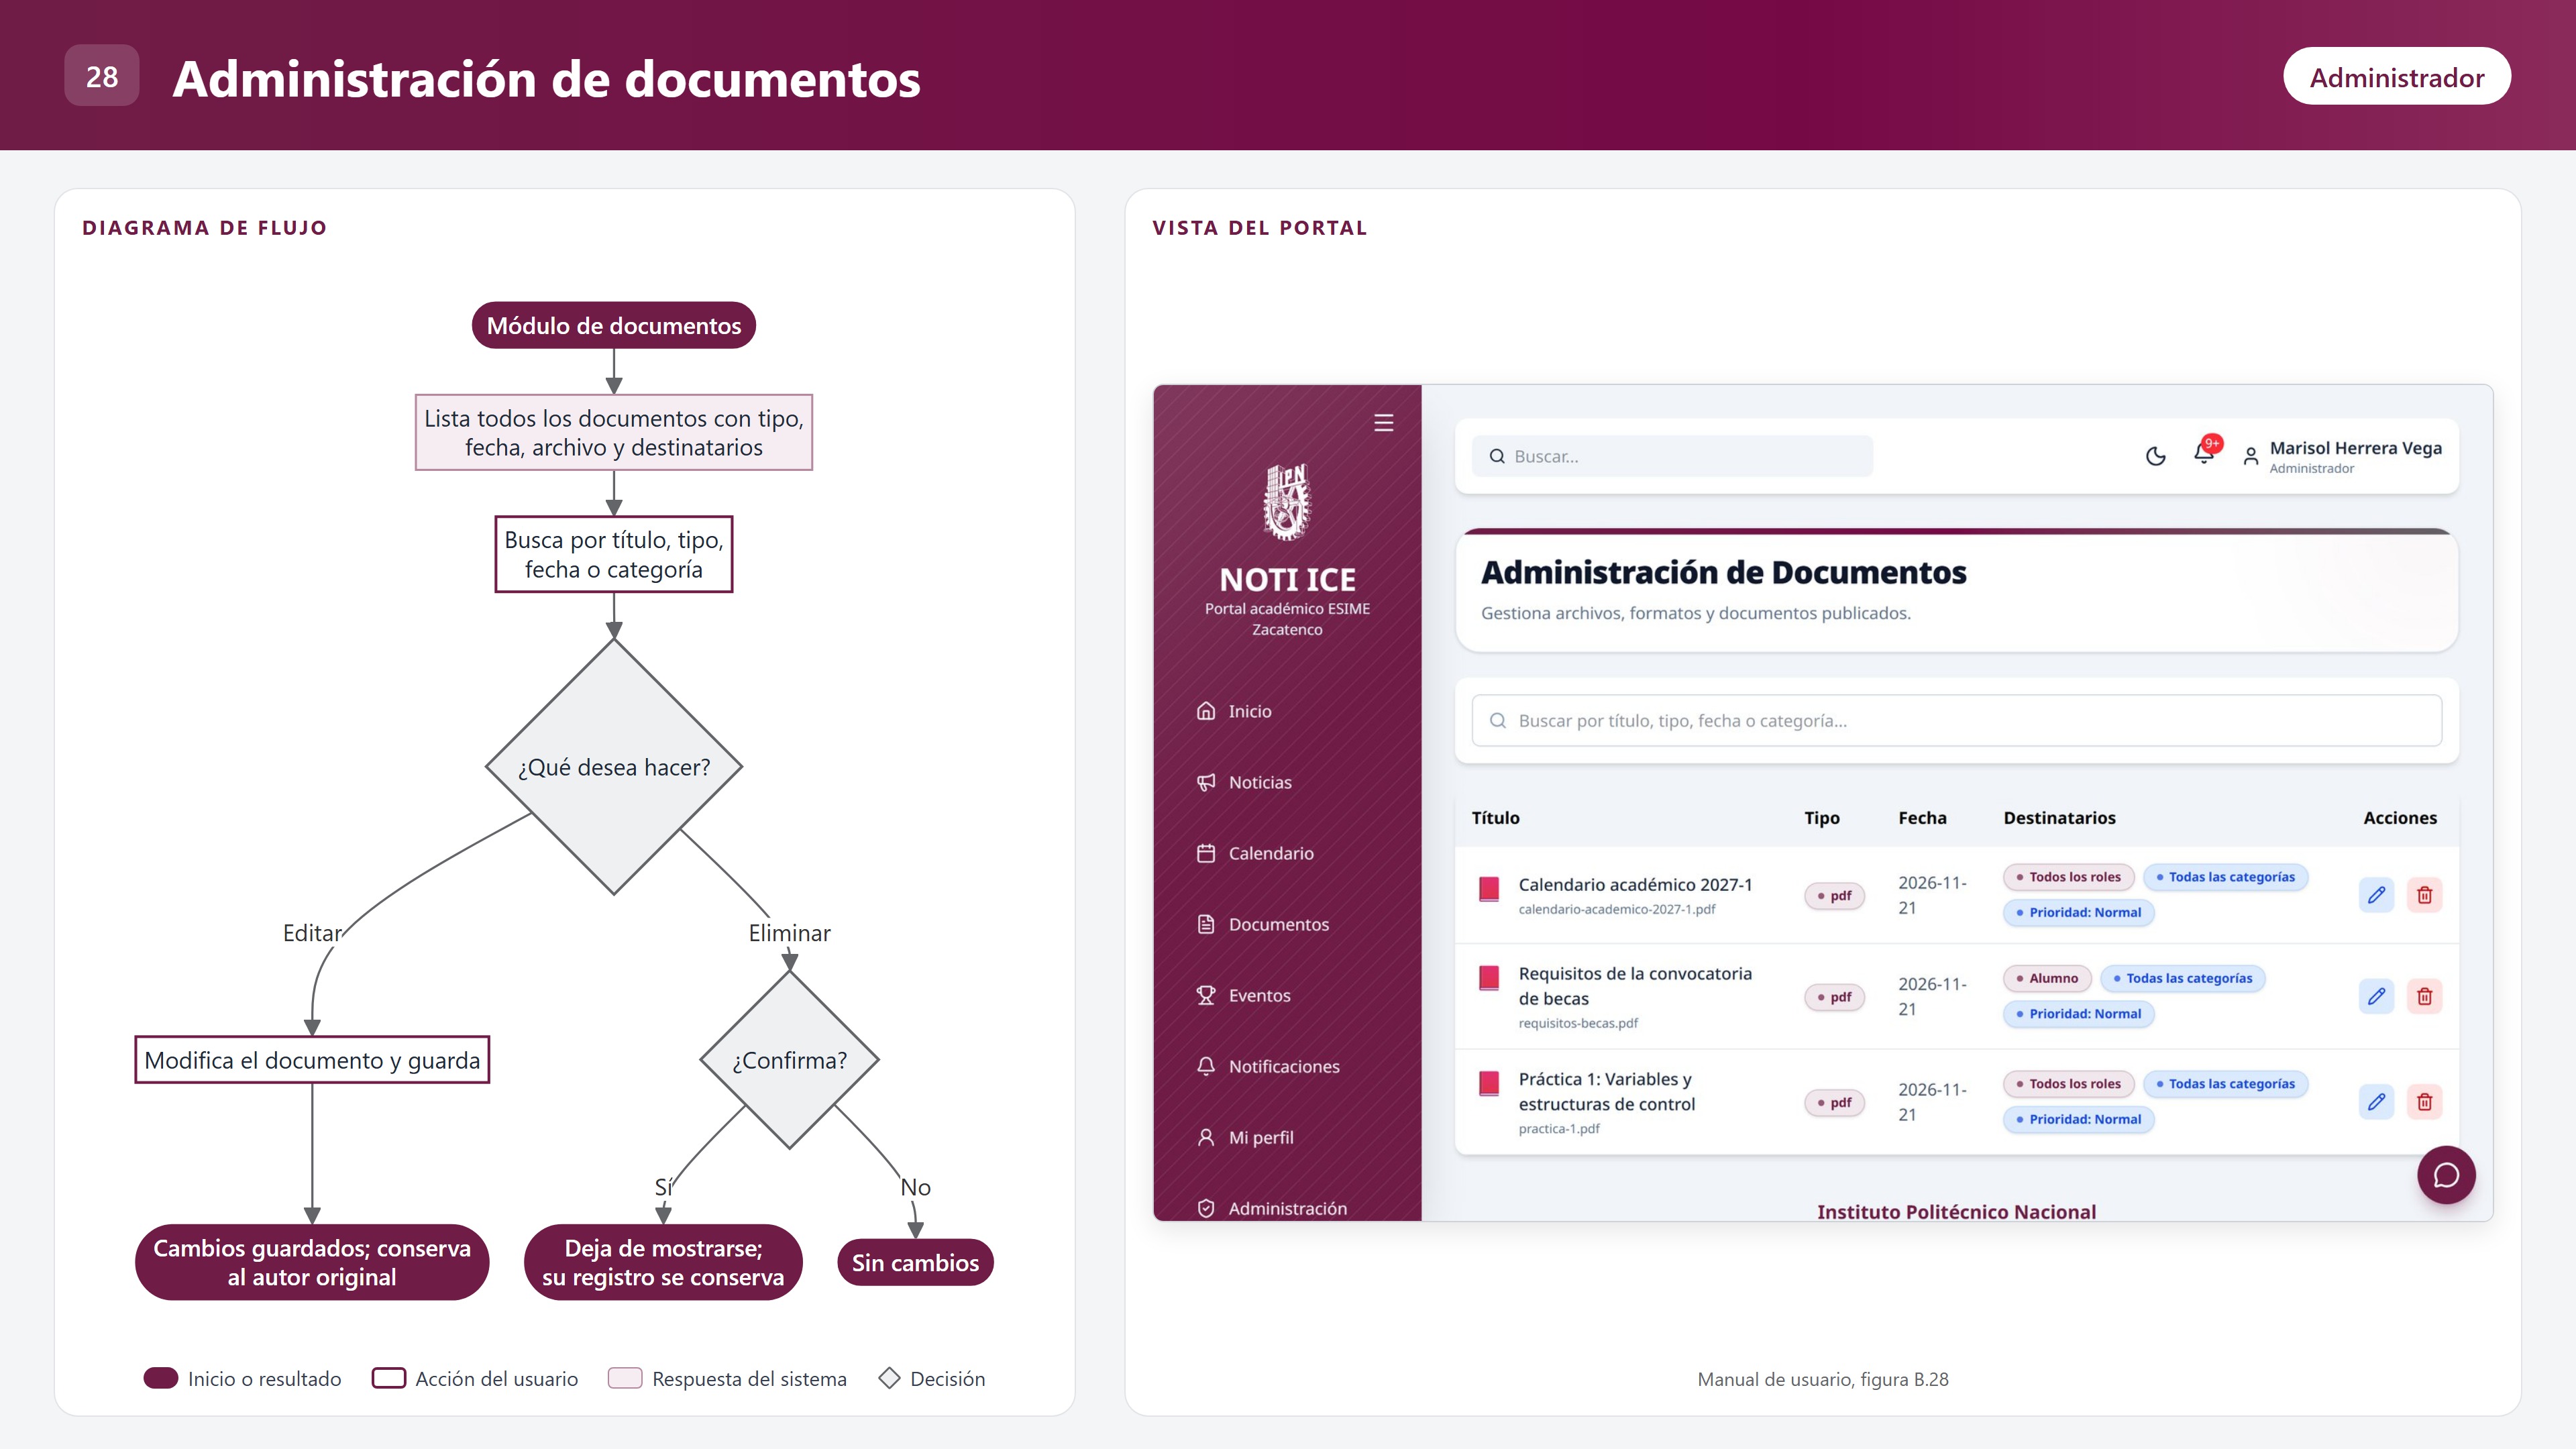 28
Administración de documentos
Administrador
DIAGRAMA DE FLUJO
Módulo de documentos
Lista todos los documentos con tipo,
fecha, archivo y destinatarios
Busca por título, tipo,
fecha o categoría
¿Qué desea hacer?
Editar
Eliminar
Modifica el documento y guarda
¿Confirma?
Sí
No
Cambios guardados; conserva
al autor original
Deja de mostrarse;
su registro se conserva
Sin cambios
Inicio o resultado
Acción del usuario
Respuesta del sistema
Decisión
VISTA DEL PORTAL
IPN
NOTI ICE
Portal académico ESIME
Zacatenco
Inicio
Noticias
Calendario
Documentos
Eventos
Notificaciones
Mi perfil
Administración
Buscar...
9+
Marisol Herrera Vega
Administrador
Administración de Documentos
Gestiona archivos, formatos y documentos publicados.
Buscar por título, tipo, fecha o categoría...
Título Tipo Fecha Destinatarios Acciones
Calendario académico 2027-1
calendario-academico-2027-1.pdf
pdf
2026-11-
21
Todos los roles Todas las categorías
Prioridad: Normal
Requisitos de la convocatoria
de becas
requisitos-becas.pdf
pdf
2026-11-
21
Alumno Todas las categorías
Prioridad: Normal
Práctica 1: Variables y
estructuras de control
practica-1.pdf
pdf
2026-11-
21
Todos los roles Todas las categorías
Prioridad: Normal
Instituto Politécnico Nacional
Manual de usuario, figura B.28